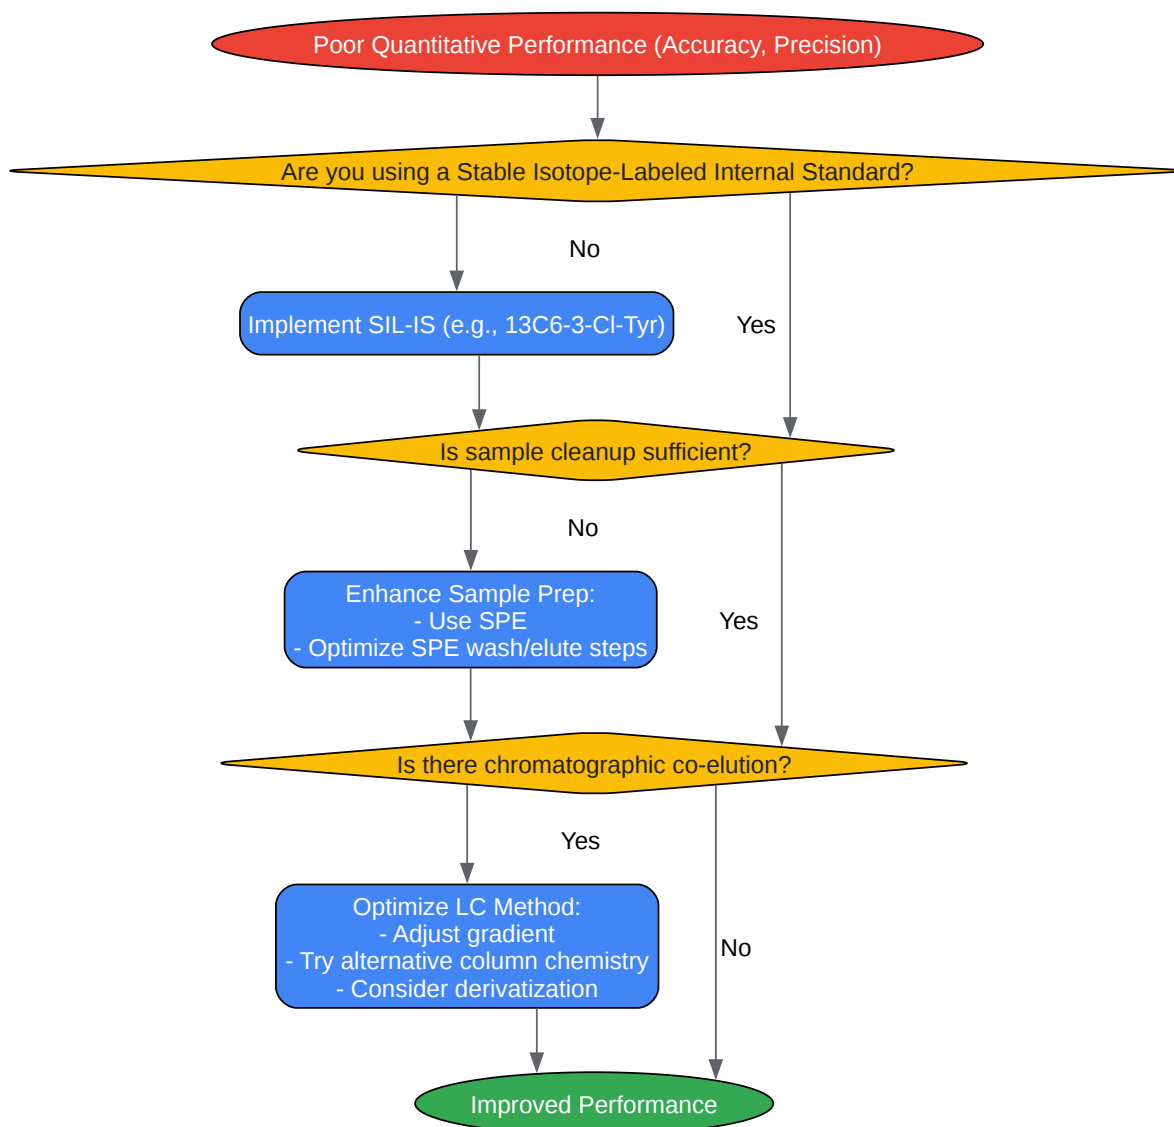 Poor Quantitative Performance (Accuracy, Precision)
Are you using a Stable Isotope-Labeled Internal Standard?
No
Implement SIL-IS (e.g., 13C6-3-Cl-Tyr)
Yes
Is sample cleanup sufficient?
No
Enhance Sample Prep:
- Use SPE
- Optimize SPE wash/elute steps
Yes
Is there chromatographic co-elution?
Yes
Optimize LC Method:
- Adjust gradient
- Try alternative column chemistry
- Consider derivatization
No
Improved Performance